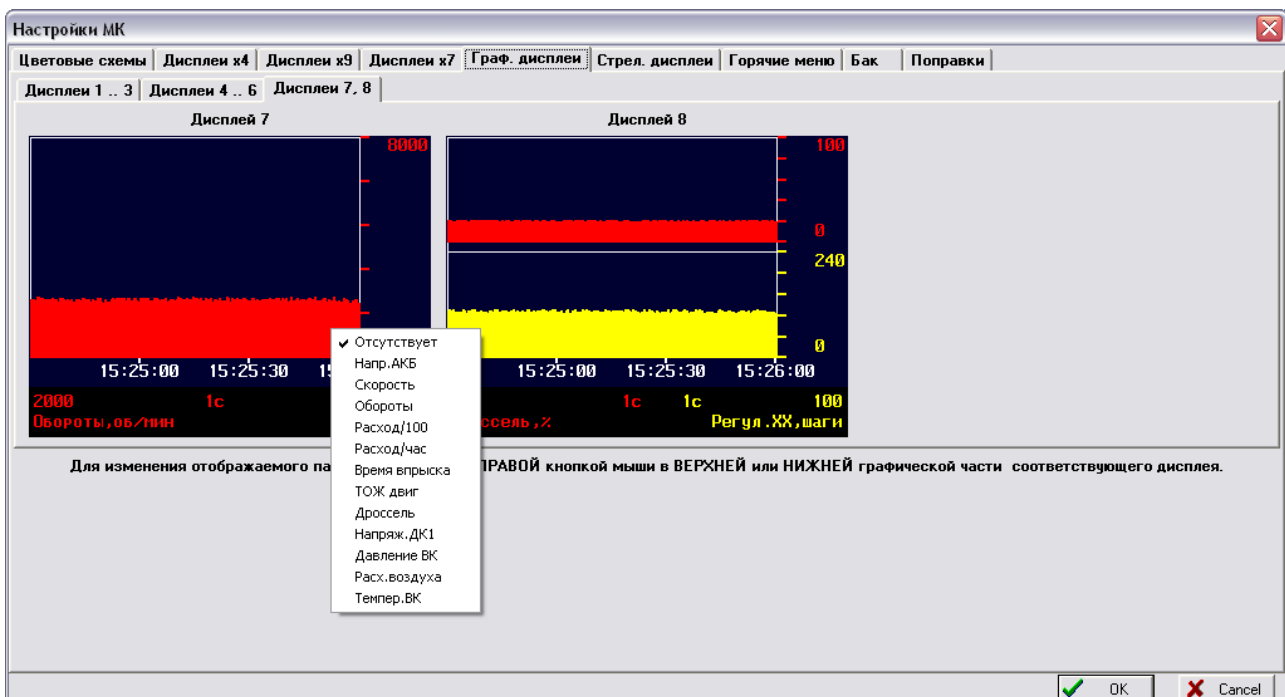 Настройки МК
Цветовые схемы Дисплеи x4 Дисплеи x9 Дисплеи x7 Граф. дисплеи Стрел. дисплеи Горячие меню Бак Поправки
Дисплеи 1 .. 3 Дисплеи 4 .. 6 Дисплеи 7, 8
Дисплей 7 Дисплей 8
8000
100
0
240
0
15:25:00 15:25:30
15:25:00 15:25:30 15:26:00
2000 1с
Обороты,об/мин
1с 1с 100
Регул.XX,шаги
Отсутствует
Напр.АКБ
Скорость
Обороты
Расход/100
Расход/час
Время впрыска
ТОЖ двиг
Дроссель
Напряж.ДК1
Давление ВК
Расх.воздуха
Темпер.ВК
Для изменения отображаемого кнопкой мыши в ВЕРХНЕЙ или НИЖНЕЙ графической части соответствующего дисплея.
OK Cancel